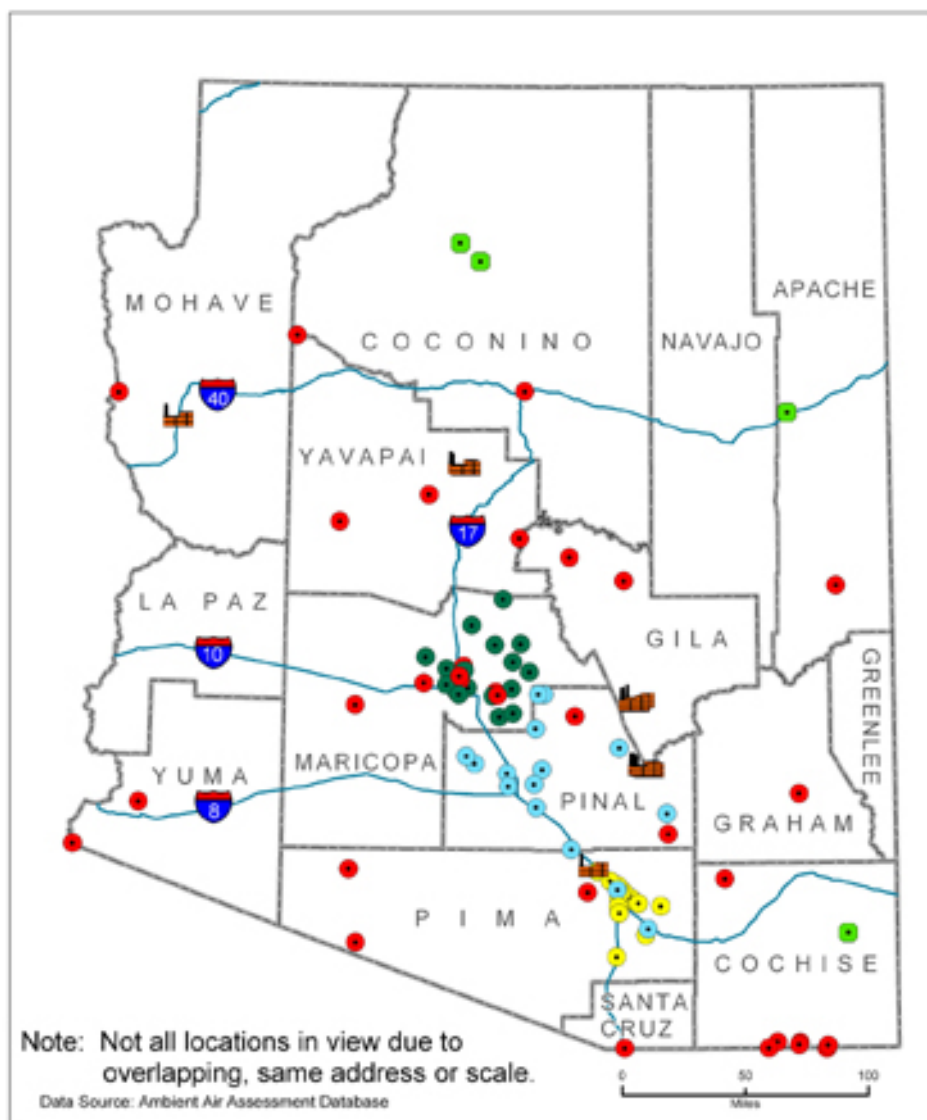 APACHE
MOHAVE
COCONINO
NAVAJO
40
YAVAPAI
17
LA PAZ
GILA
10
GREENLEE
MARICOPA
YUMA
8
PINAL
GRAHAM
PIMA
COCHISE
SANTA
CRUZ
Note: Not all locations in view due to
overlapping, same address or scale.
Data Source: Ambient Air Assessment Database
0 50 100
Miles